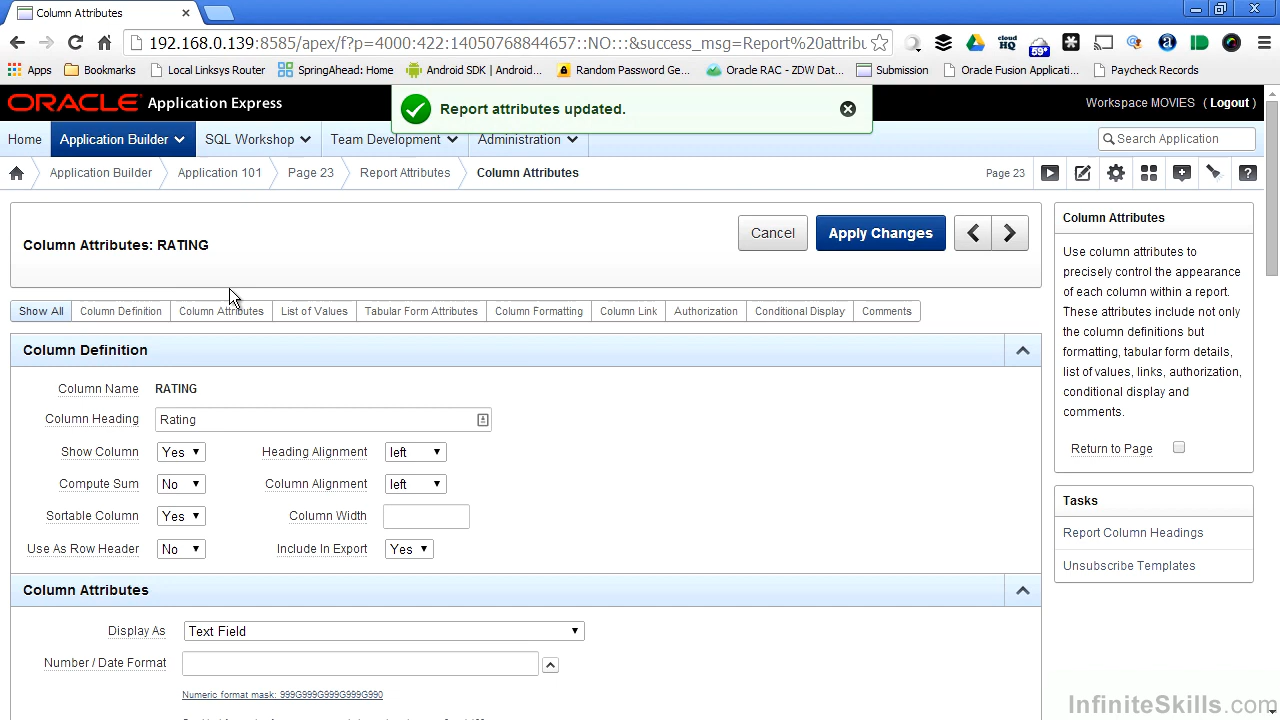 Column Attributes
192.168.0.139:8585/apex/f?p=4000:422:14150768844657::NO:::&success_msg=Report%20attribu
59°
Apps Bookmarks Local Linksys Router SpringAhead: Home Android SDK | Android... Random Password Ge... Oracle RAC - ZDW Dat... Submission Oracle Fusion Applicati... Paycheck Records
ORACLE Application Express
Report attributes updated.
Workspace MOVIES ( Logout )
Home Application Builder SQL Workshop Team Development Administration Search Application
Application Builder Application 101 Page 23 Report Attributes Column Attributes Page 23
Column Attributes: RATING
Cancel Apply Changes
Show All Column Definition Column Attributes List of Values Tabular Form Attributes Column Formatting Column Link Authorization Conditional Display Comments
Column Definition
Column Name RATING
Column Heading Rating
Show Column Yes Heading Alignment left
Compute Sum No Column Alignment left
Sortable Column Yes Column Width
Use As Row Header No Include In Export Yes
Column Attributes
Display As Text Field
Number / Date Format
Numeric format mask: 999G999G999G999G990
Column Attributes
Use column attributes to
precisely control the appearance
of each column within a report.
These attributes include not only
the column definitions but
formatting, tabular form details,
list of values, links, authorization,
conditional display and
comments.
Return to Page
Tasks
Report Column Headings
Unsubscribe Templates
InfiniteSkills.com